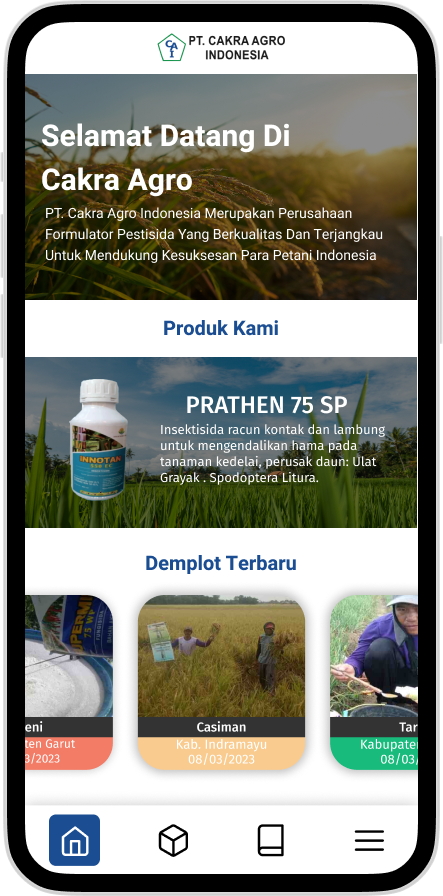 CAI
PT. CAKRA AGRO
INDONESIA
Selamat Datang Di
Cakra Agro
PT. Cakra Agro Indonesia Merupakan Perusahaan
Formulator Pestisida Yang Berkualitas Dan Terjangkau
Untuk Mendukung Kesuksesan Para Petani Indonesia
Produk Kami
INNOTAN
PRATHEN 75 SP
Insektisida racun kontak dan lambung
untuk mengendalikan hama pada
tanaman kedelai, perusak daun: Ulat
Grayak . Spodoptera Litura.
Demplot Terbaru
75 WP
eni
ten Garut
3/2023
Casiman
Kab. Indramayu
08/03/2023
Tar
Kabupate
08/03/